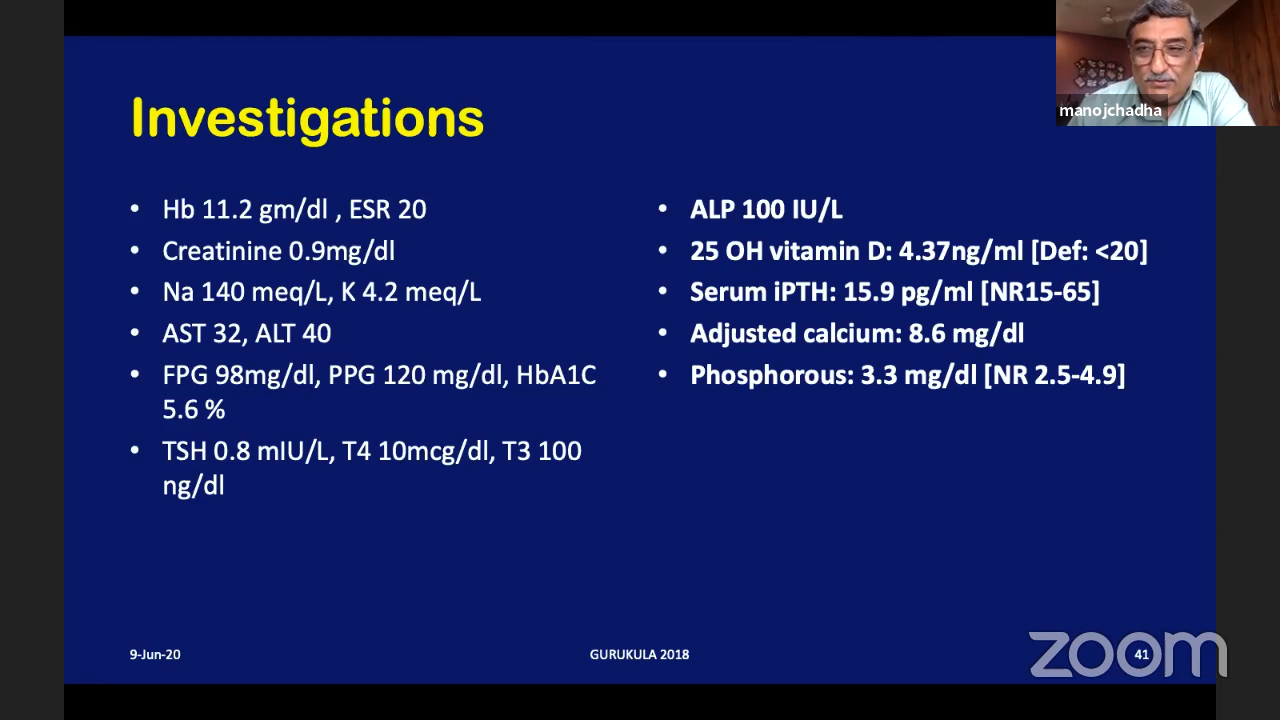 manojchadha
Investigations
• Hb 11.2 gm/dl , ESR 20
• Creatinine 0.9mg/dl
• Na 140 meq/L, K 4.2 meq/L
• AST 32, ALT 40
• FPG 98mg/dl, PPG 120 mg/dl, HbA1C
5.6 %
• TSH 0.8 mIU/L, T4 10mcg/dl, T3 100
ng/dl
• ALP 100 IU/L
• 25 OH vitamin D: 4.37ng/ml [Def: <20]
• Serum iPTH: 15.9 pg/ml [NR15-65]
• Adjusted calcium: 8.6 mg/dl
• Phosphorous: 3.3 mg/dl [NR 2.5-4.9]
9-Jun-20
GURUKULA 2018
41
zoom